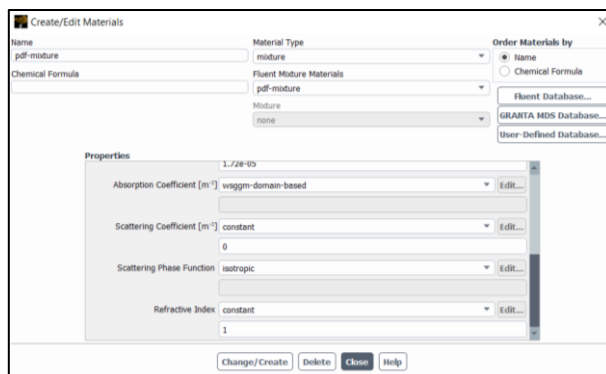 Create/Edit Materials
Name
pdf-mixture
Chemical Formula
Material Type
mixture
Fluent Mixture Materials
pdf-mixture
Mixture
none
Order Materials by
Name
Chemical Formula
Fluent Database...
GRANTA MDS Database...
User-Defined Database...
Properties
1.72e-05
Absorption Coefficient [m⁻¹] wsggm-domain-based Edit...
Scattering Coefficient [m⁻¹] constant Edit...
0
Scattering Phase Function isotropic Edit...
Refractive Index constant Edit...
1
Change/Create Delete Close Help